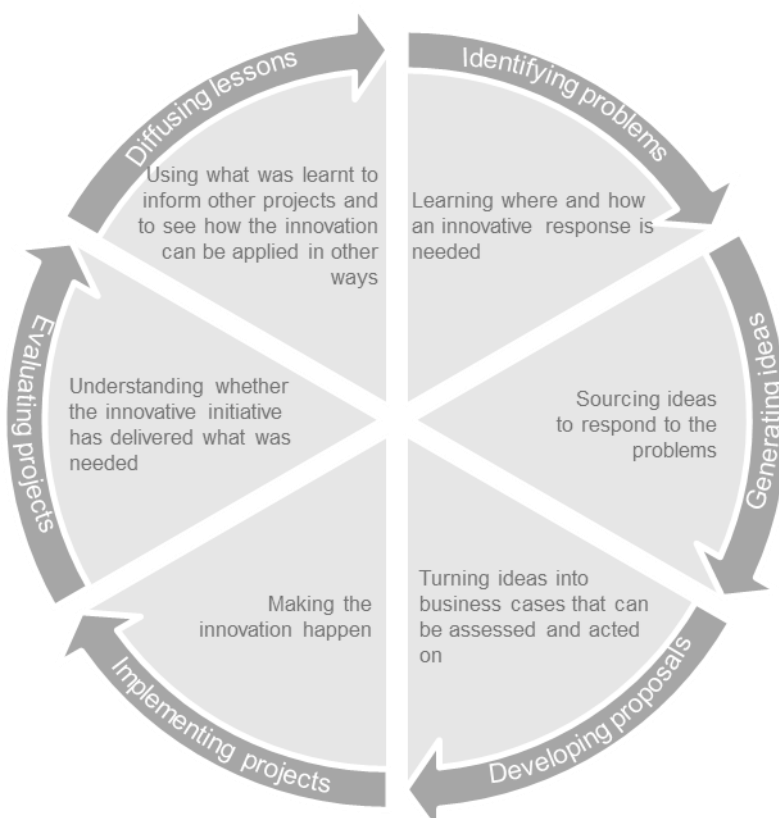 Identifying problems
Learning where and how
an innovative response is
needed
Generating ideas
Sourcing ideas
to respond to the
problems
Developing proposals
Turning ideas into
business cases that can
be assessed and acted
on
Implementing projects
Making the
innovation happen
Evaluating projects
Understanding whether
the innovative initiative
has delivered what was
needed
Diffusing lessons
Using what was learnt to
inform other projects and
to see how the innovation
can be applied in other
ways